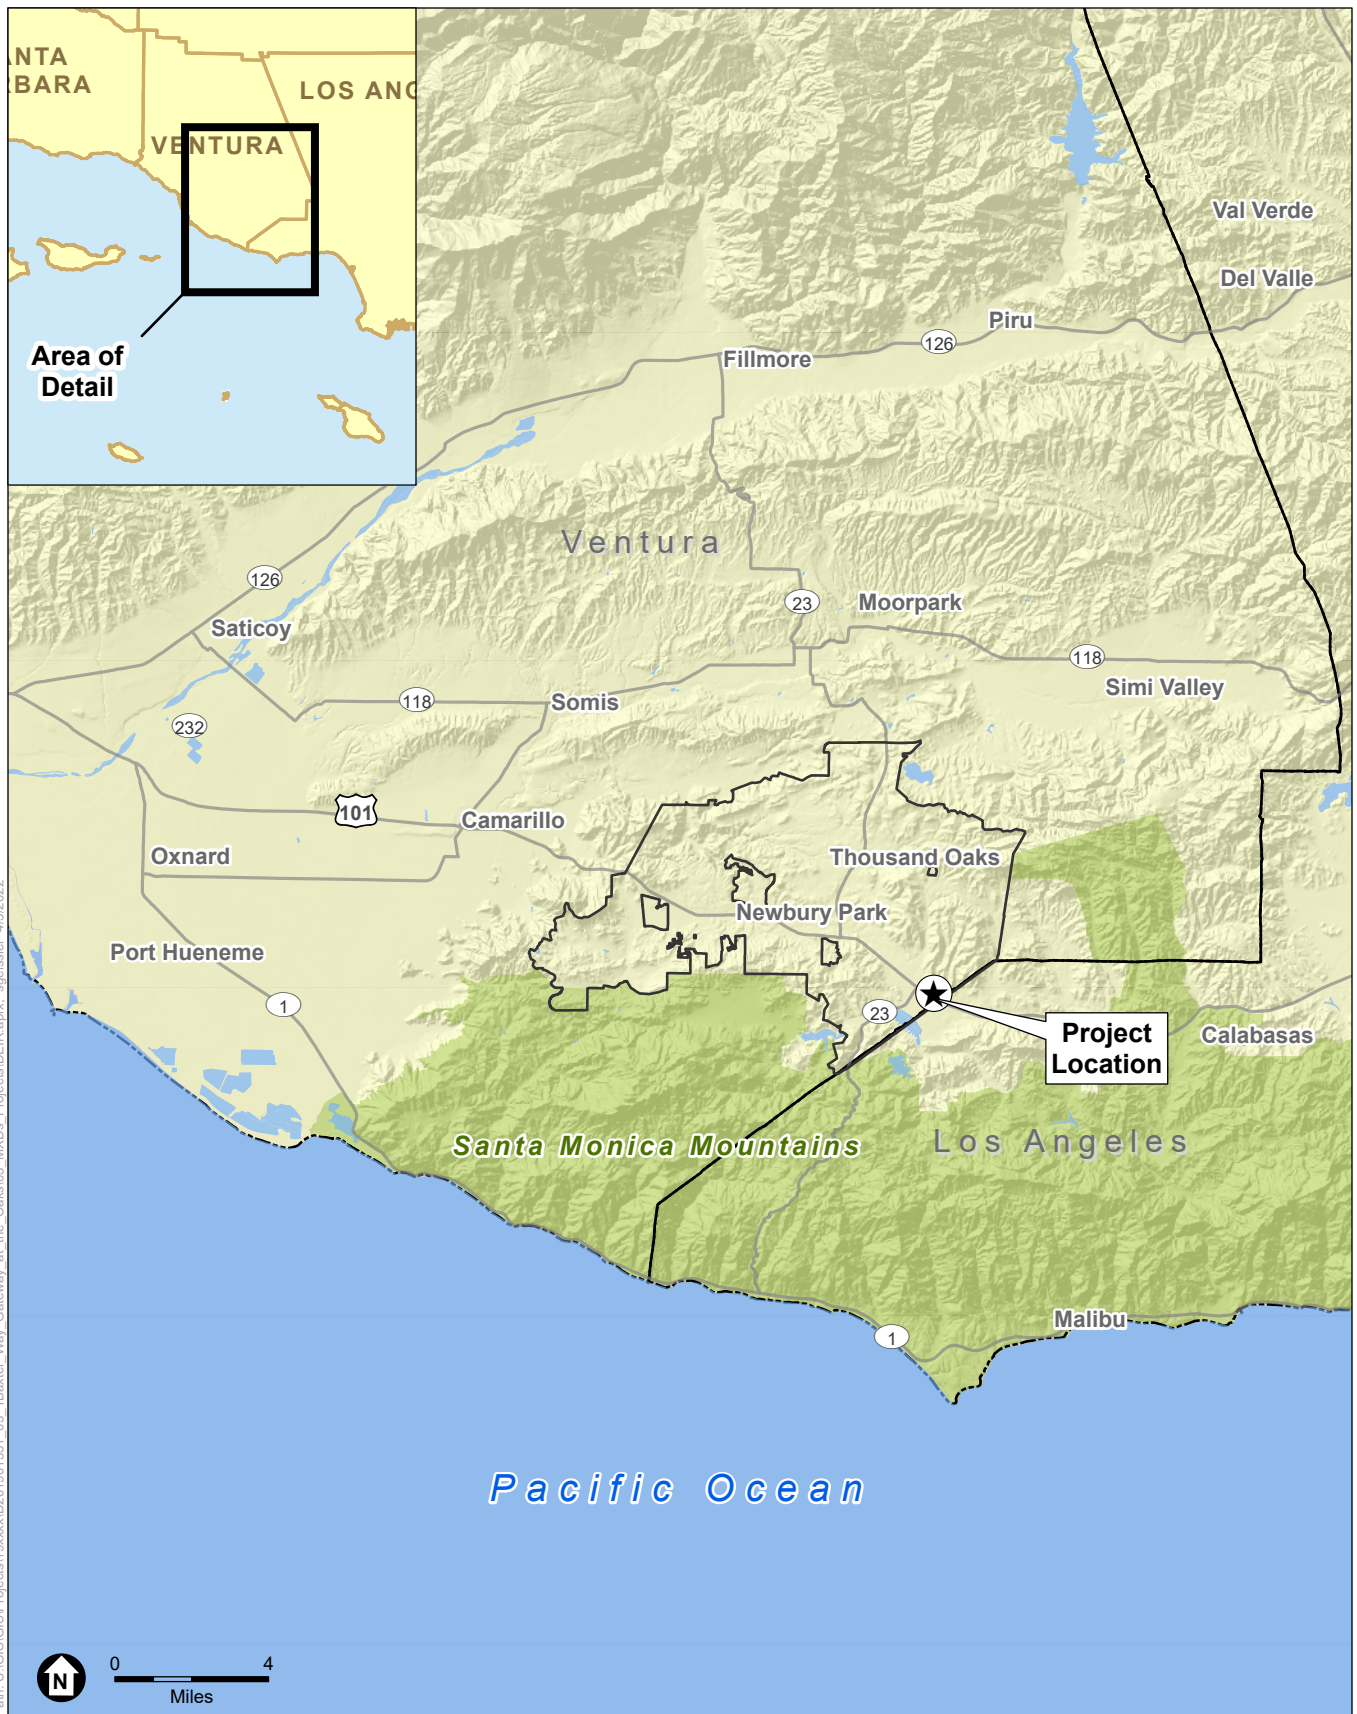 ANTA
RBARA
LOS ANG
VENTURA
Area of
Detail
Val Verde
Del Valle
Piru
126
Fillmore
Ventura
126
23
Moorpark
Saticoy
118
Simi Valley
118
Somis
232
101
Camarillo
Oxnard
Thousand Oaks
Newbury Park
Port Hueneme
1
23
Project
Location
Calabasas
Santa Monica Mountains
Los Angeles
Malibu
1
Pacific Ocean
N
0 4
Miles